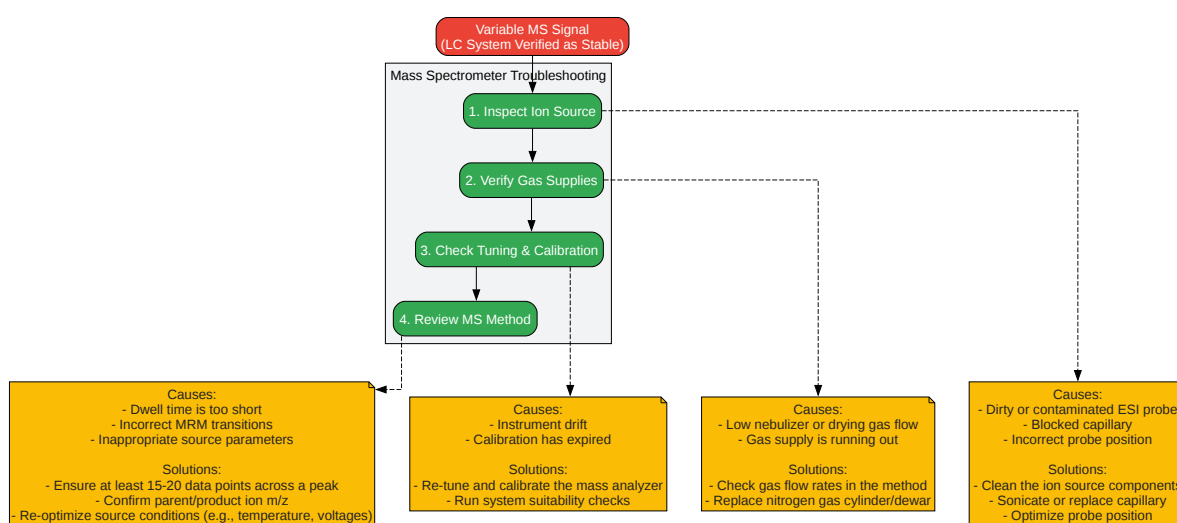 Variable MS Signal
(LC System Verified as Stable)
Mass Spectrometer Troubleshooting
1. Inspect Ion Source
2. Verify Gas Supplies
3. Check Tuning & Calibration
4. Review MS Method
Causes:
- Dwell time is too short
- Incorrect MRM transitions
- Inappropriate source parameters
Solutions:
- Ensure at least 15-20 data points across a peak
- Confirm parent/product ion m/z
- Re-optimize source conditions (e.g., temperature, voltages)
Causes:
- Instrument drift
- Calibration has expired
Solutions:
- Re-tune and calibrate the mass analyzer
- Run system suitability checks
Causes:
- Low nebulizer or drying gas flow
- Gas supply is running out
Solutions:
- Check gas flow rates in the method
- Replace nitrogen gas cylinder/dewar
Causes:
- Dirty or contaminated ESI probe
- Blocked capillary
- Incorrect probe position
Solutions:
- Clean the ion source components
- Sonicate or replace capillary
- Optimize probe position